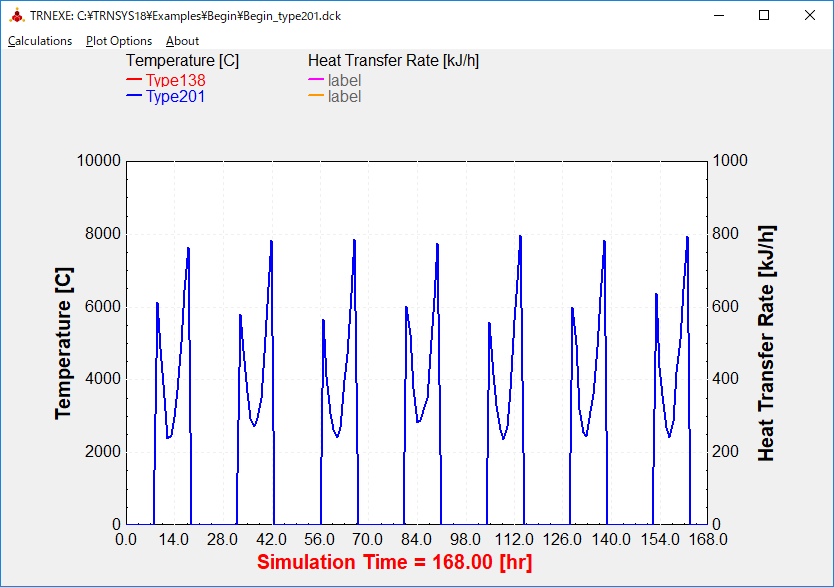 TRNEXE: C:¥TRNSYS18¥Examples¥Begin¥Begin_type201.dck
Calculations Plot Options About
Temperature [C] Heat Transfer Rate [kJ/h]
Type138 label
Type201 label
10000 1000
8000 800
6000 600
4000 400
2000 200
0 0
Temperature [C]
Heat Transfer Rate [kJ/h]
0.0 14.0 28.0 42.0 56.0 70.0 84.0 98.0 112.0 126.0 140.0 154.0 168.0
Simulation Time = 168.00 [hr]